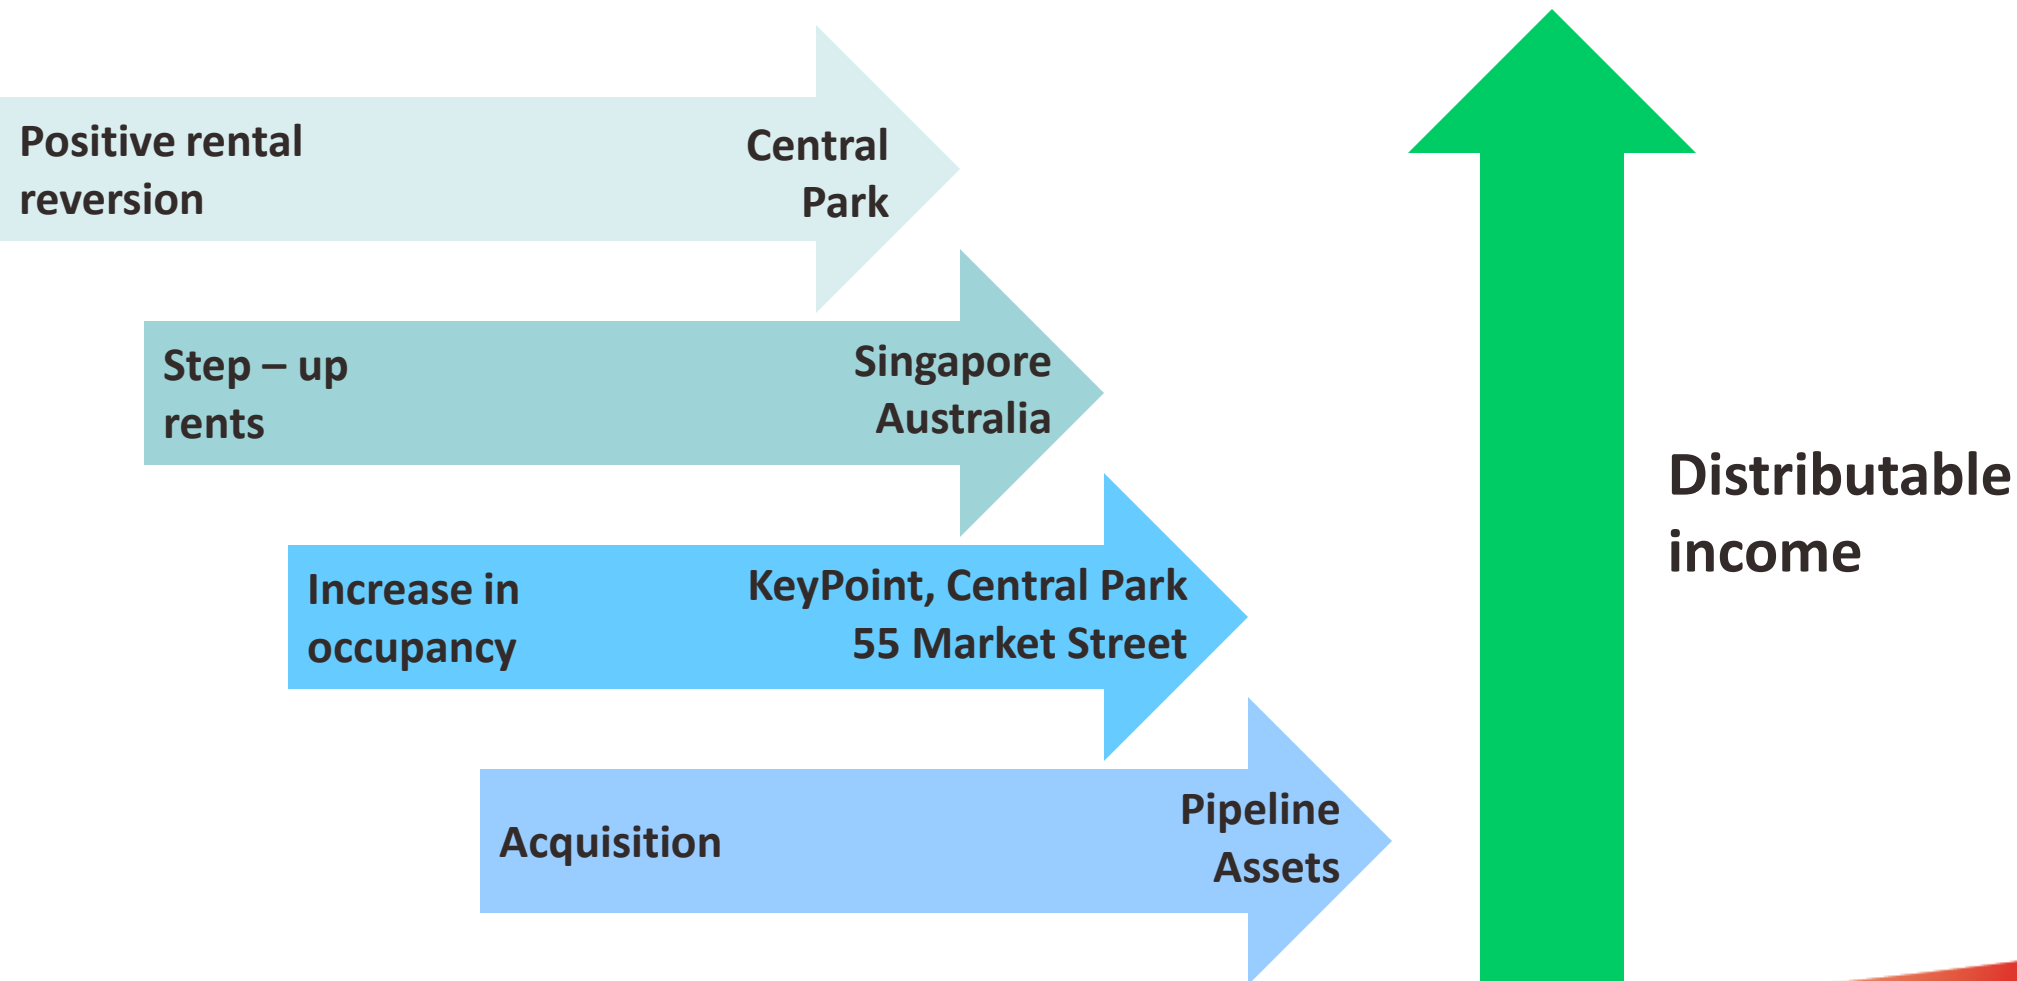 Positive rental
reversion
Central
Park
Step – up
rents
Singapore
Australia
Increase in
occupancy
KeyPoint, Central Park
55 Market Street
Acquisition
Pipeline
Assets
Distributable
income